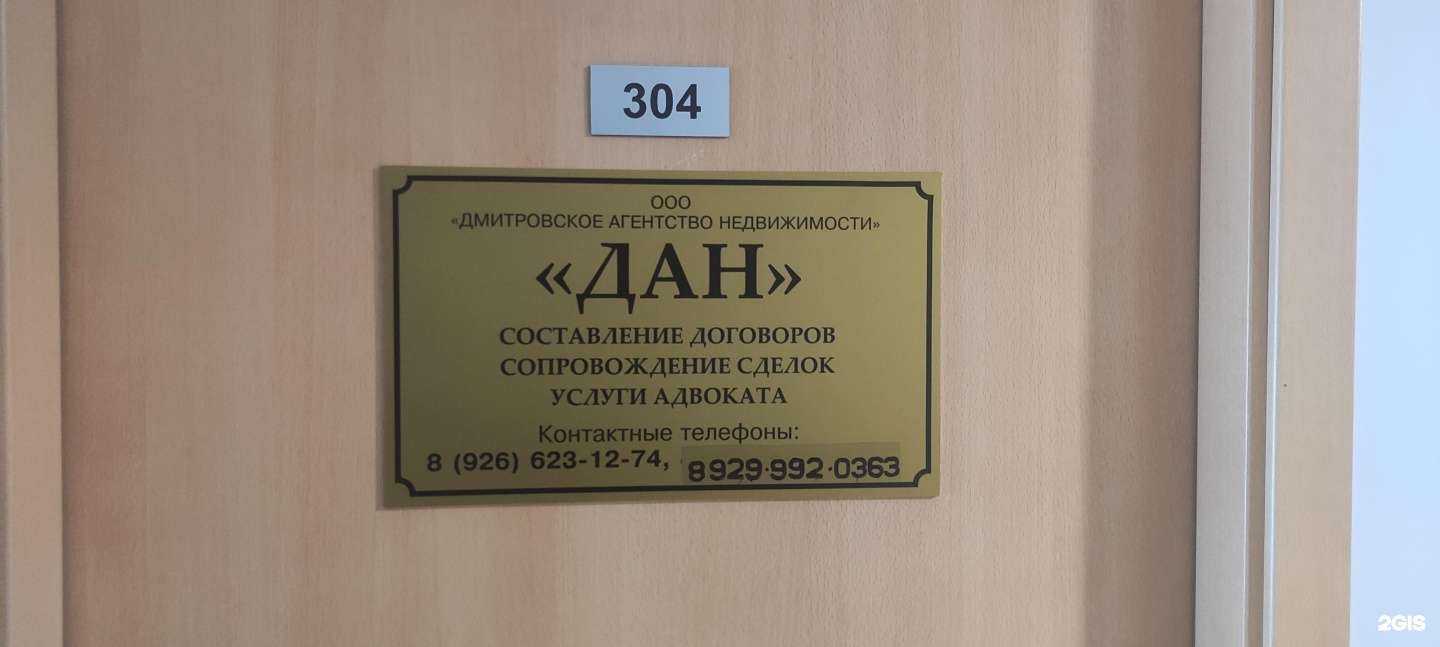 304
ООО
«ДМИТРОВСКОЕ АГЕНТСТВО НЕДВИЖИМОСТИ»
«ДАН»
СОСТАВЛЕНИЕ ДОГОВОРОВ
СОПРОВОЖДЕНИЕ СДЕЛОК
УСЛУГИ АДВОКАТА
Контактные телефоны:
8 (926) 623-12-74, 8929·992·0363
2GIS